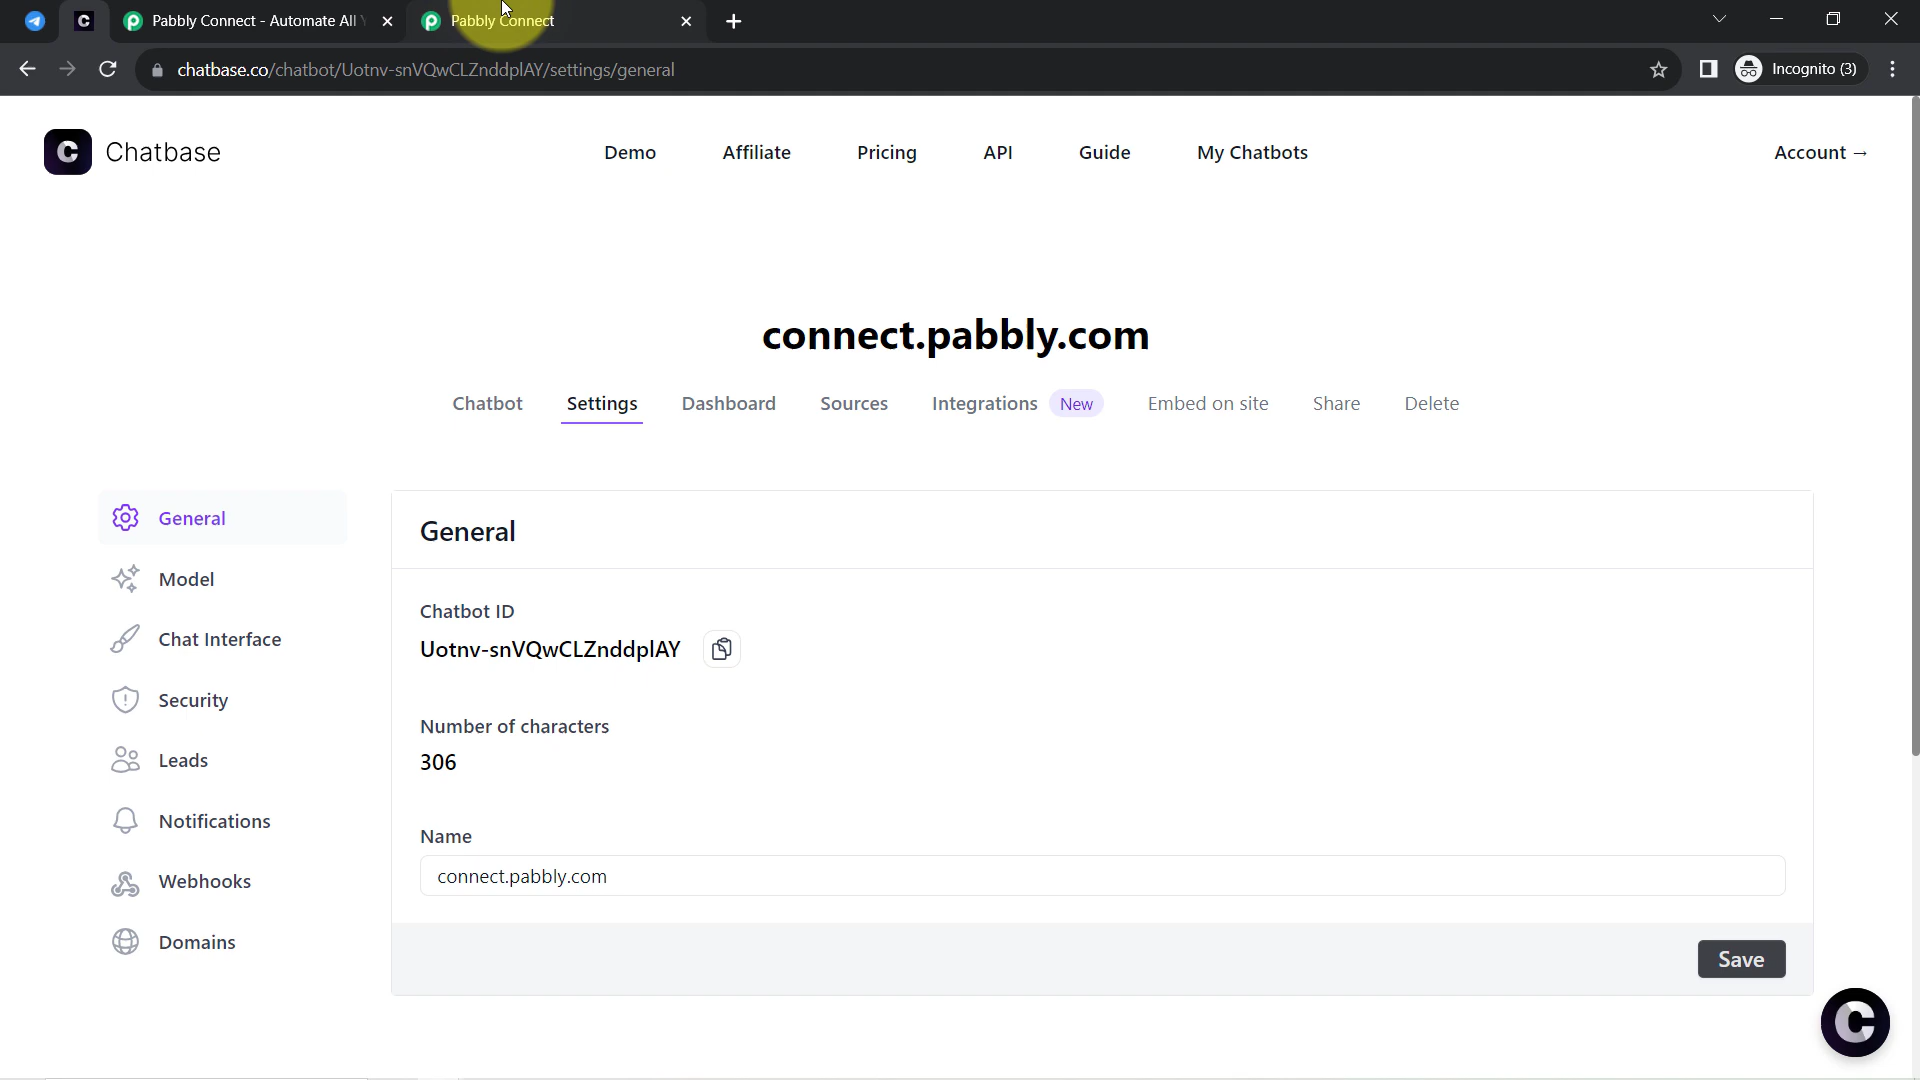 Pabbly Connect - Automate All
Pabbly Connect
chatbase.co/chatbot/Uotnv-snVQwCLZnddplAY/settings/general
Incognito (3)
C Chatbase
Demo
Affiliate
Pricing
API
Guide
My Chatbots
Account →
connect.pabbly.com
Chatbot
Settings
Dashboard
Sources
Integrations New
Embed on site
Share
Delete
General
Model
Chat Interface
Security
Leads
Notifications
Webhooks
Domains
General
Chatbot ID
Uotnv-snVQwCLZnddplAY
Number of characters
306
Name
connect.pabbly.com
Save
C